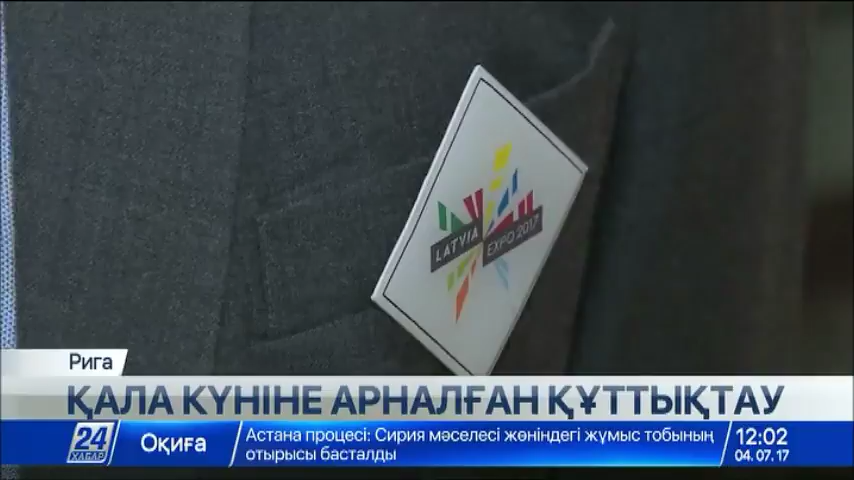 LATVIA
EXPO 2017
Рига
ҚАЛА КҮНІНЕ АРНАЛҒАН ҚҰТТЫҚТАУ
24
ХАБАР
Оқиға
Астана процесі: Сирия мәселесі жөніндегі жұмыс тобының
отырысы басталды
12:02
04.07.17